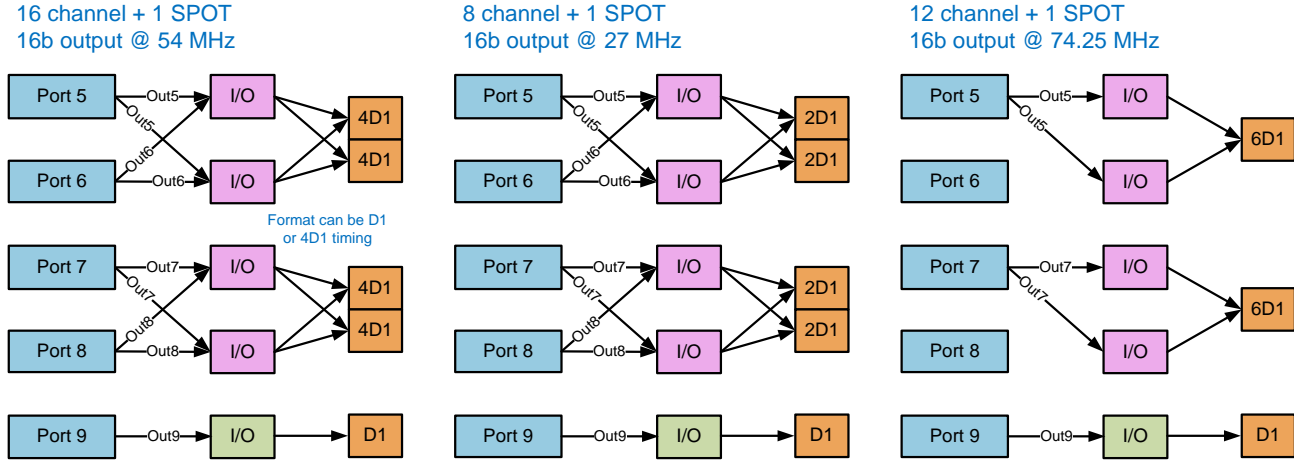 16 channel + 1 SPOT
16b output @ 54 MHz
Port 5
Out5
Out5
I/O
4D1
4D1
Port 6
Out6
Out6
I/O
Format can be D1
or 4D1 timing
Port 7
Out7
Out7
I/O
4D1
4D1
Port 8
Out8
Out8
I/O
Port 9
Out9
I/O
D1
8 channel + 1 SPOT
16b output @ 27 MHz
Port 5
Out5
Out5
I/O
2D1
2D1
Port 6
Out6
Out6
I/O
Port 7
Out7
Out7
I/O
2D1
2D1
Port 8
Out8
Out8
I/O
Port 9
Out9
I/O
D1
12 channel + 1 SPOT
16b output @ 74.25 MHz
Port 5
Out5
Out5
I/O
6D1
Port 6
I/O
Port 7
Out7
Out7
I/O
6D1
Port 8
I/O
Port 9
Out9
I/O
D1